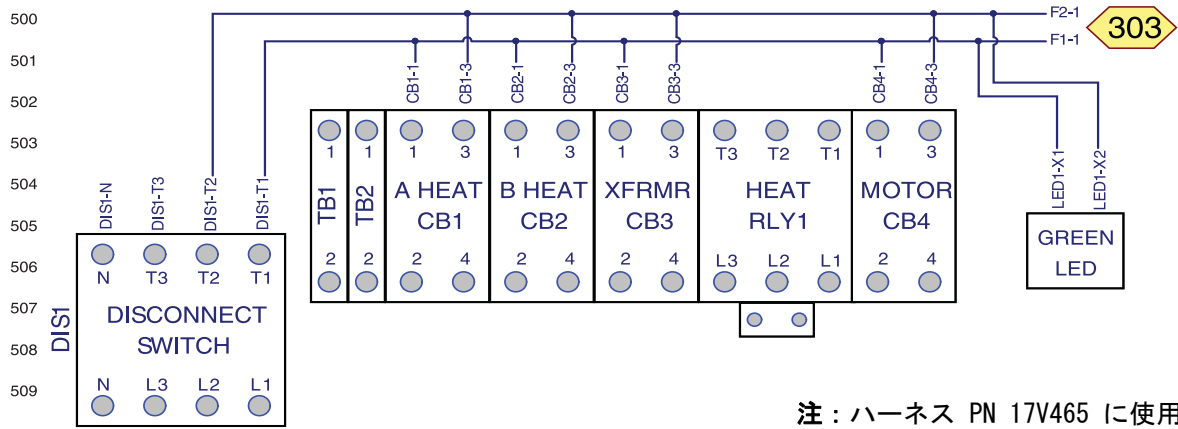 500
F2-1
303
F1-1
501
CB1-1
CB1-3
CB2-1
CB2-3
CB3-1
CB3-3
CB4-1
CB4-3
502
503
1
1
1
3
1
3
1
3
T3
T2
T1
1
3
504
DIS1-N
DIS1-T3
DIS1-T2
DIS1-T1
TB1
TB2
A HEAT
CB1
B HEAT
CB2
XFRMR
CB3
HEAT
RLY1
MOTOR
CB4
LED1-X1
LED1-X2
505
GREEN
LED
506
N
T3
T2
T1
2
2
2
4
2
4
2
4
L3
L2
L1
2
4
507
DIS1
DISCONNECT
SWITCH
508
509
N
L3
L2
L1
注：ハーネス PN 17V465 に使用